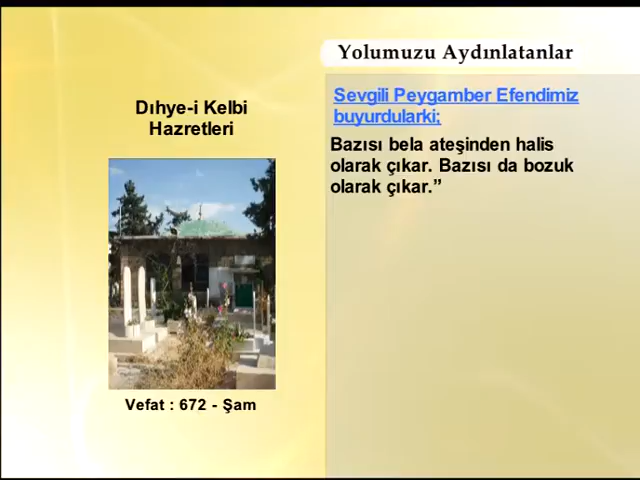 Yolumuzu Aydınlatanlar
Dıhye-i Kelbi
Hazretleri
Vefat : 672 - Şam
Sevgili Peygamber Efendimiz
buyurdularki;
Bazısı bela ateşinden halis
olarak çıkar. Bazısı da bozuk
olarak çıkar.”